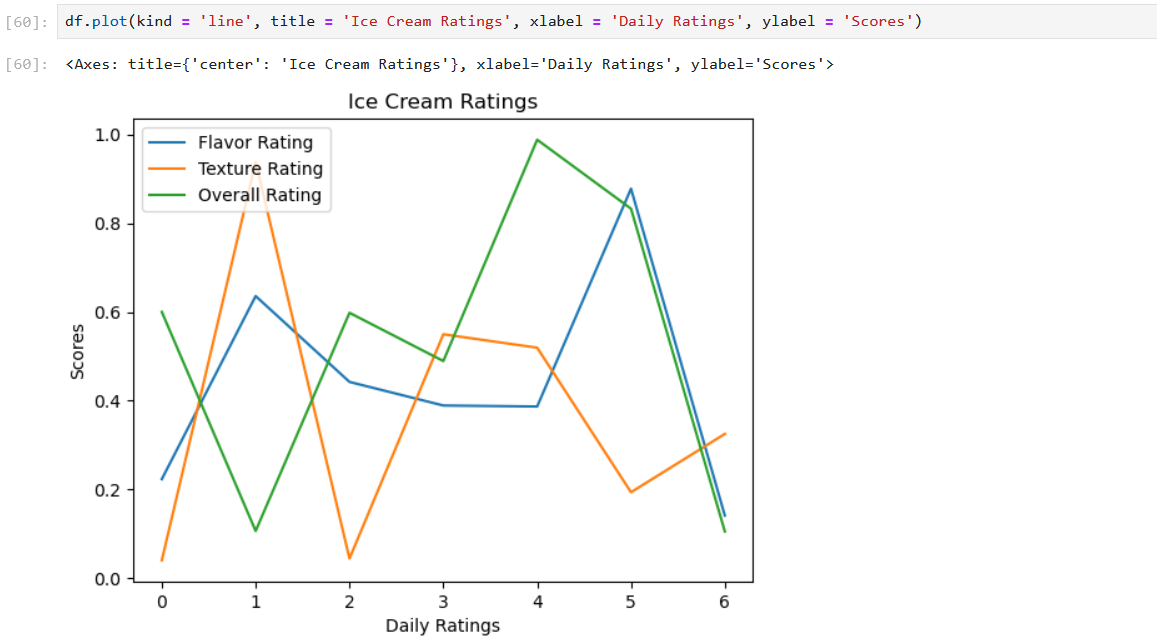 [60]: df.plot(kind = 'line', title = 'Ice Cream Ratings', xlabel = 'Daily Ratings', ylabel = 'Scores')
[60]: <Axes: title={'center': 'Ice Cream Ratings'}, xlabel='Daily Ratings', ylabel='Scores'>
Ice Cream Ratings
Flavor Rating
Texture Rating
Overall Rating
1.0
0.8
0.6
0.4
0.2
0.0
Scores
0 1 2 3 4 5 6
Daily Ratings